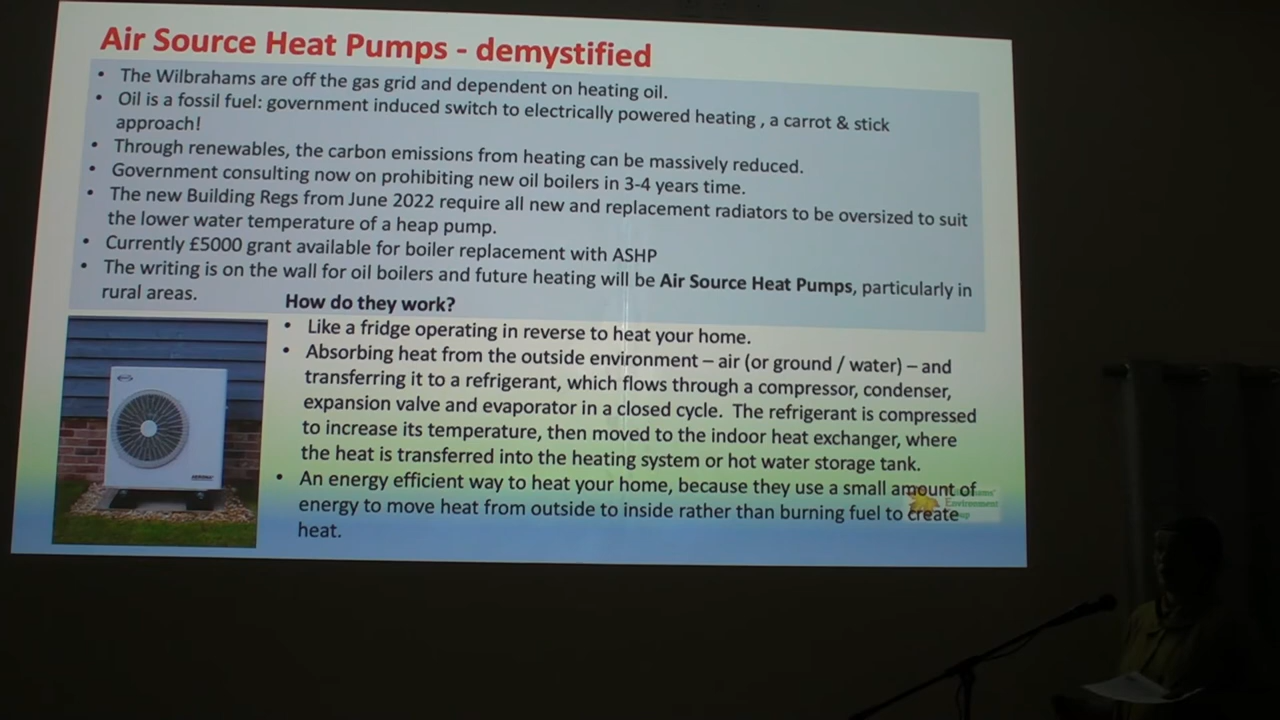 Air Source Heat Pumps - demystified
• The Wilbrahams are off the gas grid and dependent on heating oil.
• Oil is a fossil fuel: government induced switch to electrically powered heating , a carrot & stick
approach!
• Through renewables, the carbon emissions from heating can be massively reduced.
• Government consulting now on prohibiting new oil boilers in 3-4 years time.
• The new Building Regs from June 2022 require all new and replacement radiators to be oversized to suit
the lower water temperature of a heap pump.
• Currently £5000 grant available for boiler replacement with ASHP
• The writing is on the wall for oil boilers and future heating will be Air Source Heat Pumps, particularly in
rural areas.
How do they work?
• Like a fridge operating in reverse to heat your home.
• Absorbing heat from the outside environment – air (or ground / water) – and
transferring it to a refrigerant, which flows through a compressor, condenser,
expansion valve and evaporator in a closed cycle. The refrigerant is compressed
to increase its temperature, then moved to the indoor heat exchanger, where
the heat is transferred into the heating system or hot water storage tank.
• An energy efficient way to heat your home, because they use a small amount of
energy to move heat from outside to inside rather than burning fuel to create
heat.
Environment